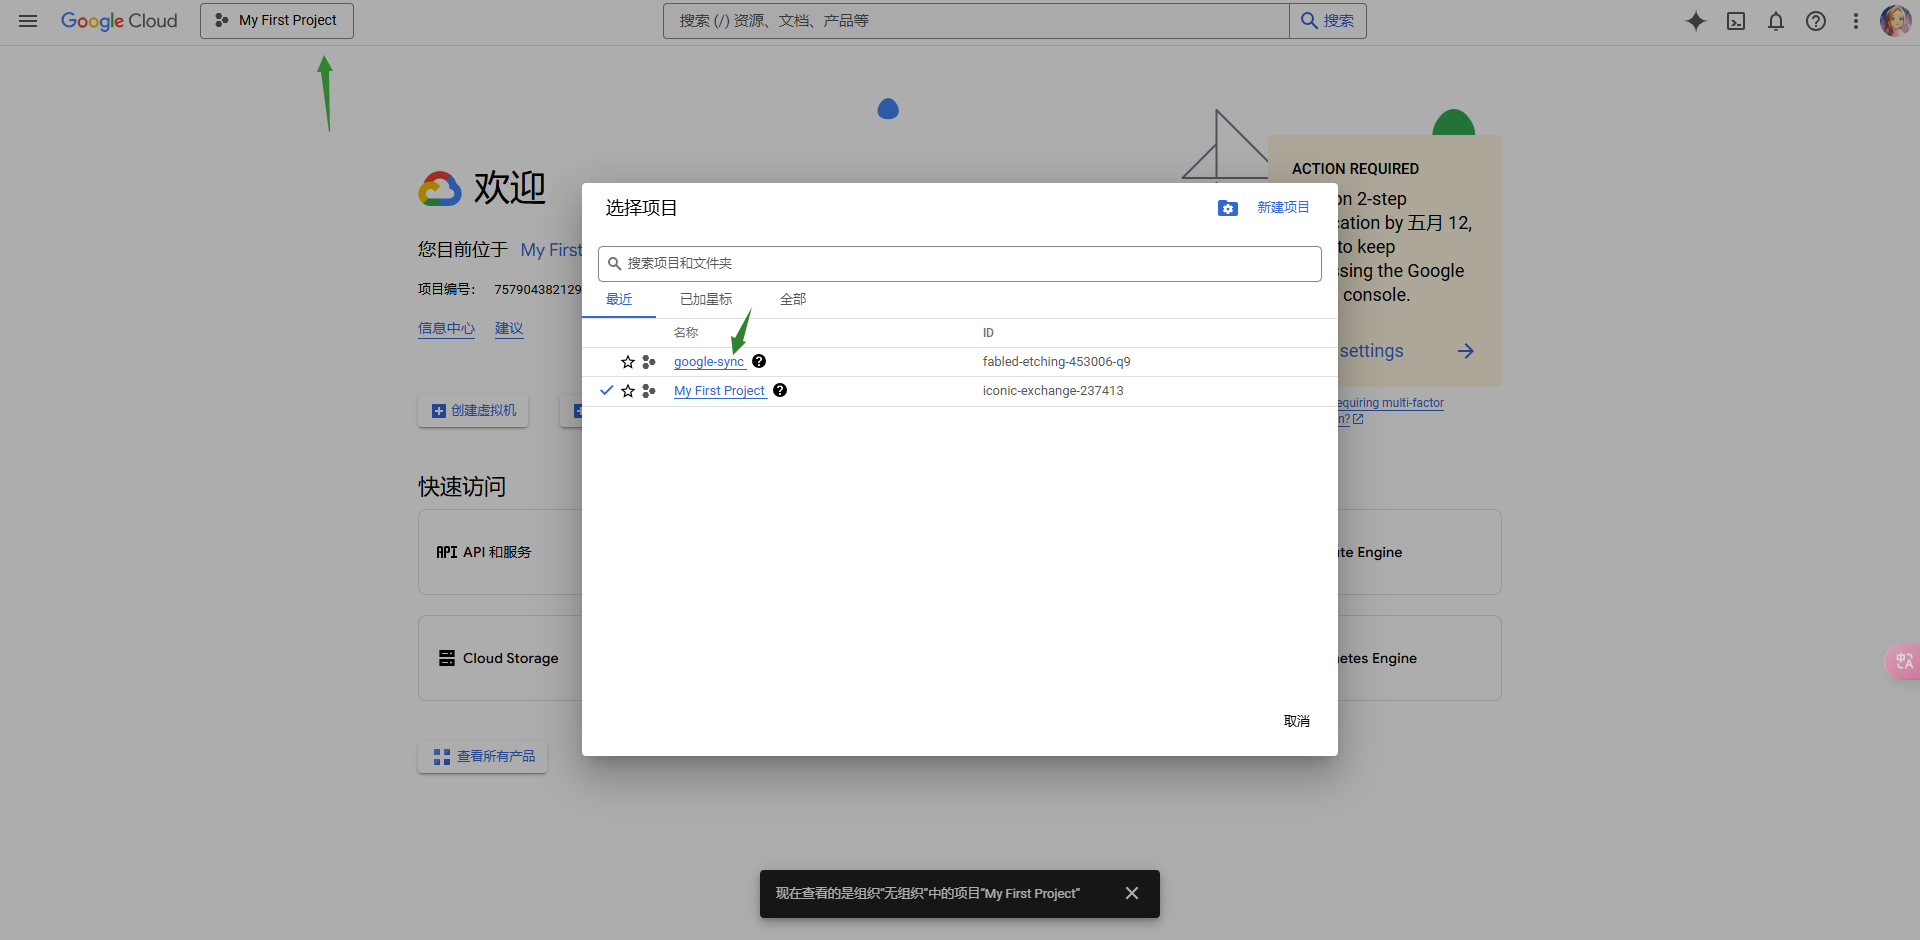 Google Cloud
My First Project
搜索 (/) 资源、文档、产品等
搜索
欢迎
您目前位于 My First
项目编号： 757904382129
信息中心 建议
创建虚拟机
快速访问
API API 和服务
Cloud Storage
查看所有产品
ACTION REQUIRED
on 2-step
cation by 五月 12,
to keep
ssing the Google
console.
settings
equiring multi-factor
n?
te Engine
etes Engine
选择项目
新建项目
搜索项目和文件夹
最近 已加星标 全部
名称 ID
google-sync fabled-etching-453006-q9
My First Project iconic-exchange-237413
取消
现在查看的是组织“无组织”中的项目“My First Project”
中A